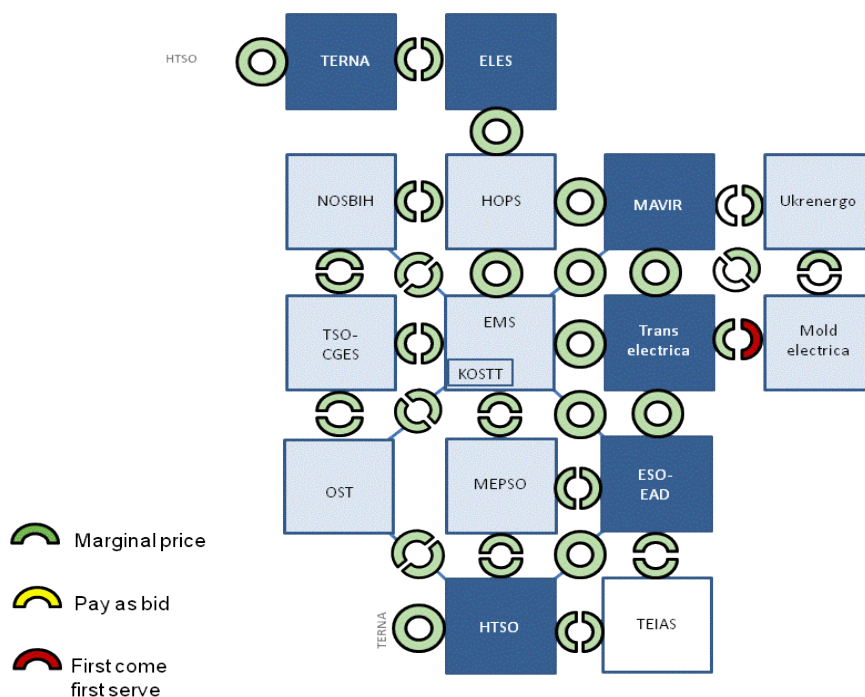 HTSO
TERNA
ELES
NOSBIH
HOPS
MAVIR
Ukrenergo
TSO-
CGES
EMS
KOSTT
Trans
electrica
Mold
electrica
OST
MEPSO
ESO-
EAD
Marginal price
Pay as bid
First come
first serve
TERNA
HTSO
TEIAS